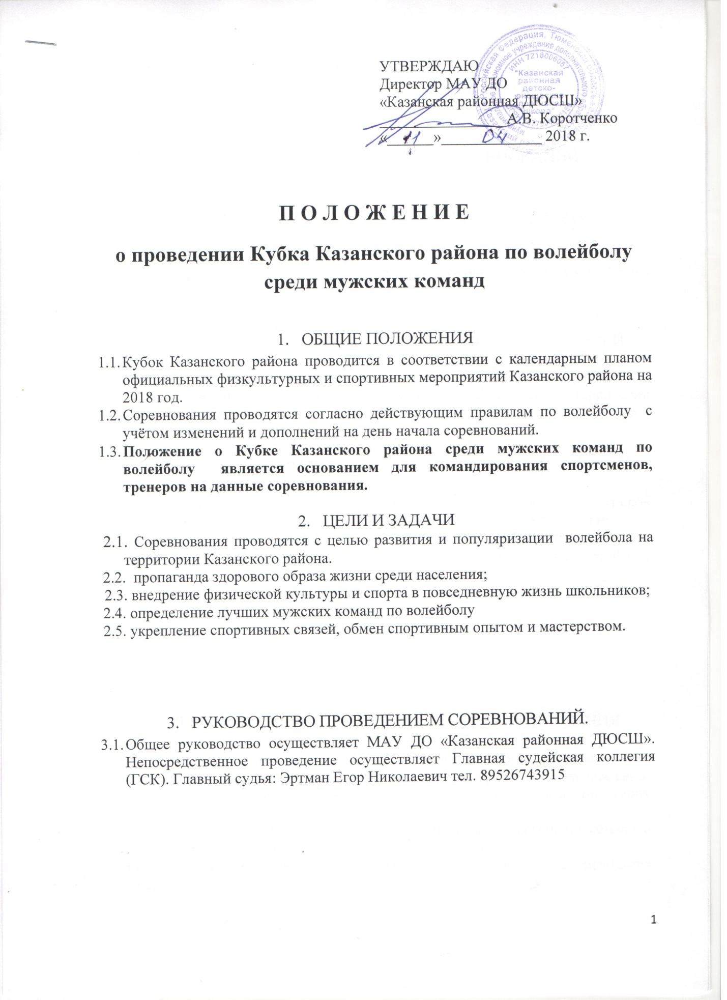 УТВЕРЖДАЮ
Директор МАУ ДО
«Казанская районная ДЮСШ»
________________А.В. Коротченко
«__11__»____04____ 2018 г.
Российская Федерация, Тюменская область
автономное учреждение дополнительного
ИНН 7218006087
"Казанская
районная
детско-
юношеская
школа"
П О Л О Ж Е Н И Е
о проведении Кубка Казанского района по волейболу
среди мужских команд
1. ОБЩИЕ ПОЛОЖЕНИЯ
1.1. Кубок Казанского района проводится в соответствии с календарным планом
официальных физкультурных и спортивных мероприятий Казанского района на
2018 год.
1.2. Соревнования проводятся согласно действующим правилам по волейболу с
учётом изменений и дополнений на день начала соревнований.
1.3. Положение о Кубке Казанского района среди мужских команд по
волейболу является основанием для командирования спортсменов,
тренеров на данные соревнования.
2. ЦЕЛИ И ЗАДАЧИ
2.1. Соревнования проводятся с целью развития и популяризации волейбола на
территории Казанского района.
2.2. пропаганда здорового образа жизни среди населения;
2.3. внедрение физической культуры и спорта в повседневную жизнь школьников;
2.4. определение лучших мужских команд по волейболу
2.5. укрепление спортивных связей, обмен спортивным опытом и мастерством.
3. РУКОВОДСТВО ПРОВЕДЕНИЕМ СОРЕВНОВАНИЙ.
3.1. Общее руководство осуществляет МАУ ДО «Казанская районная ДЮСШ».
Непосредственное проведение осуществляет Главная судейская коллегия
(ГСК). Главный судья: Эртман Егор Николаевич тел. 89526743915
1